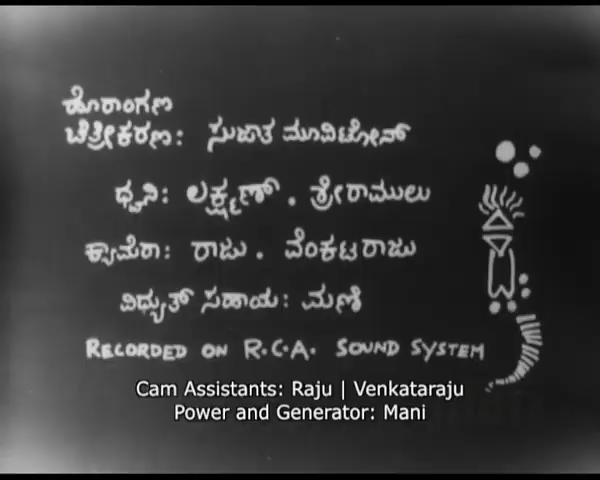 ಹೊರಾಂಗಣ
ಚಿತ್ರೀಕರಣ: ಸುಜಾತ ಮೂವಿಟೋನ್
ಧ್ವನಿ: ಲಕ್ಷ್ಮಣ್ . ಶ್ರೀರಾಮುಲು
ಕ್ಯಾಮೆರಾ: ರಾಜು . ವೆಂಕಟರಾಜು
ವಿದ್ಯುತ್ ಸಹಾಯ: ಮಣಿ
RECORDED ON R.C.A. SOUND SYSTEM
Cam Assistants: Raju | Venkataraju
Power and Generator: Mani